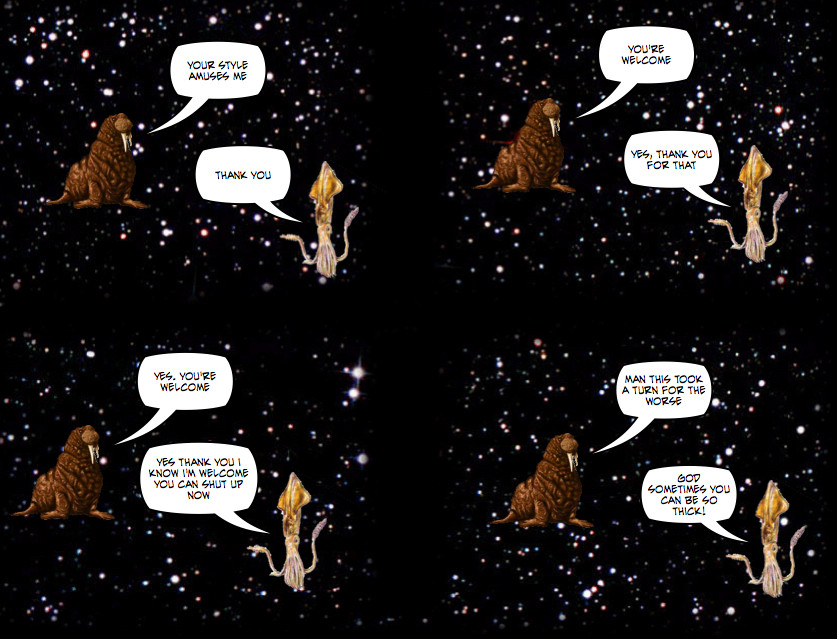 YOUR STYLE
AMUSES ME
THANK YOU
YOU'RE
WELCOME
YES, THANK YOU
FOR THAT
YES. YOU'RE
WELCOME
YES THANK YOU I
KNOW I'M WELCOME
YOU CAN SHUT UP
NOW
MAN THIS TOOK
A TURN FOR THE
WORSE
GOD
SOMETIMES YOU
CAN BE SO
THICK!